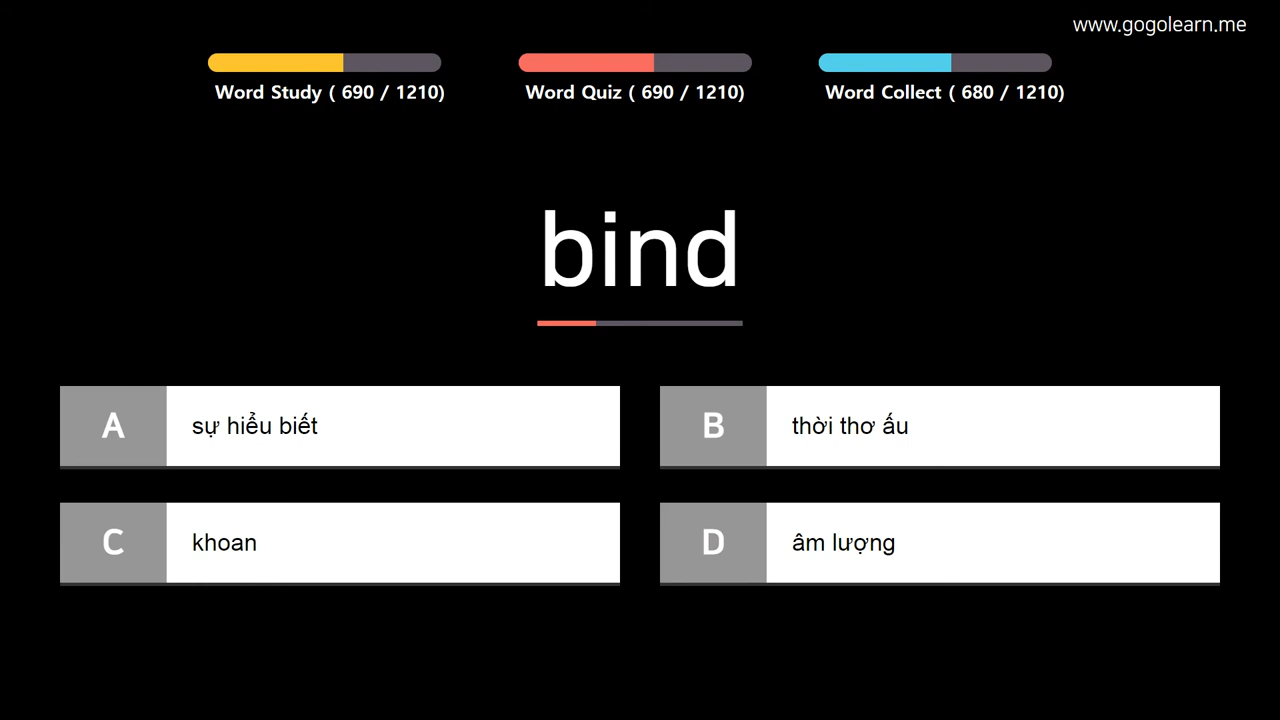 www.gogolearn.me
Word Study ( 690 / 1210)
Word Quiz ( 690 / 1210)
Word Collect ( 680 / 1210)
bind
A
sự hiểu biết
B
thời thơ ấu
C
khoan
D
âm lượng